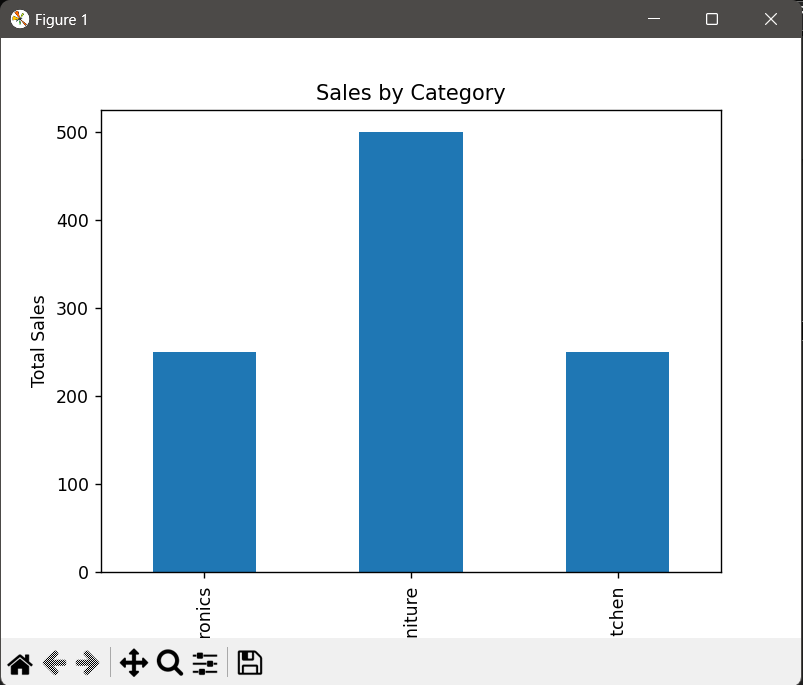 Figure 1
Sales by Category
500
400
300
200
100
0
Total Sales
ronics
niture
tchen